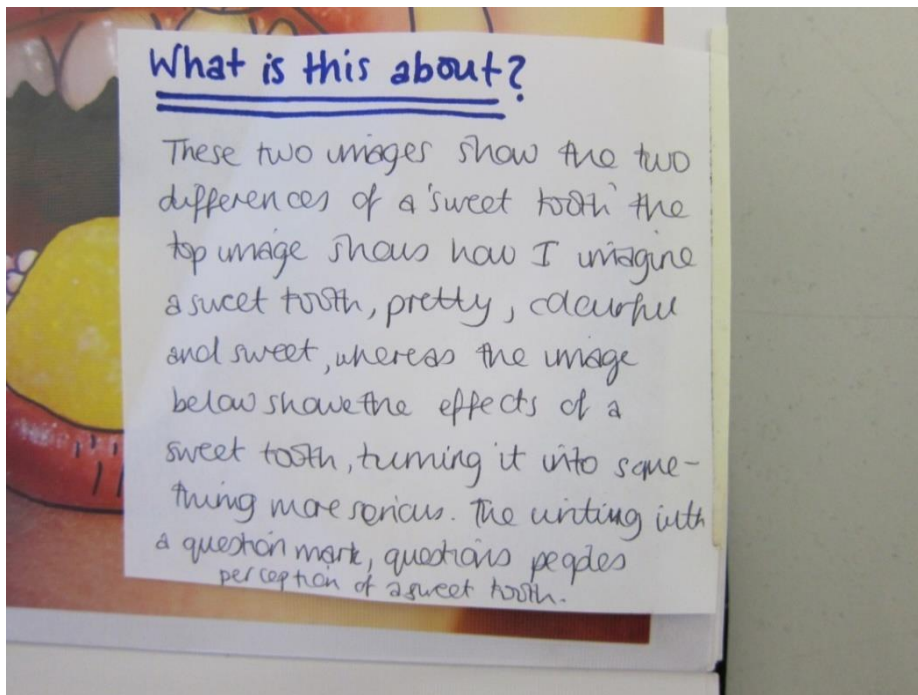 What is this about?
These two images show the two
differences of a 'sweet tooth' the
top image shows how I imagine
a sweet tooth, pretty, colourful
and sweet, whereas the image
below shows the effects of a
sweet tooth, turning it into some-
thing more serious. The writing with
a question mark, questions peoples
perception of a sweet tooth.